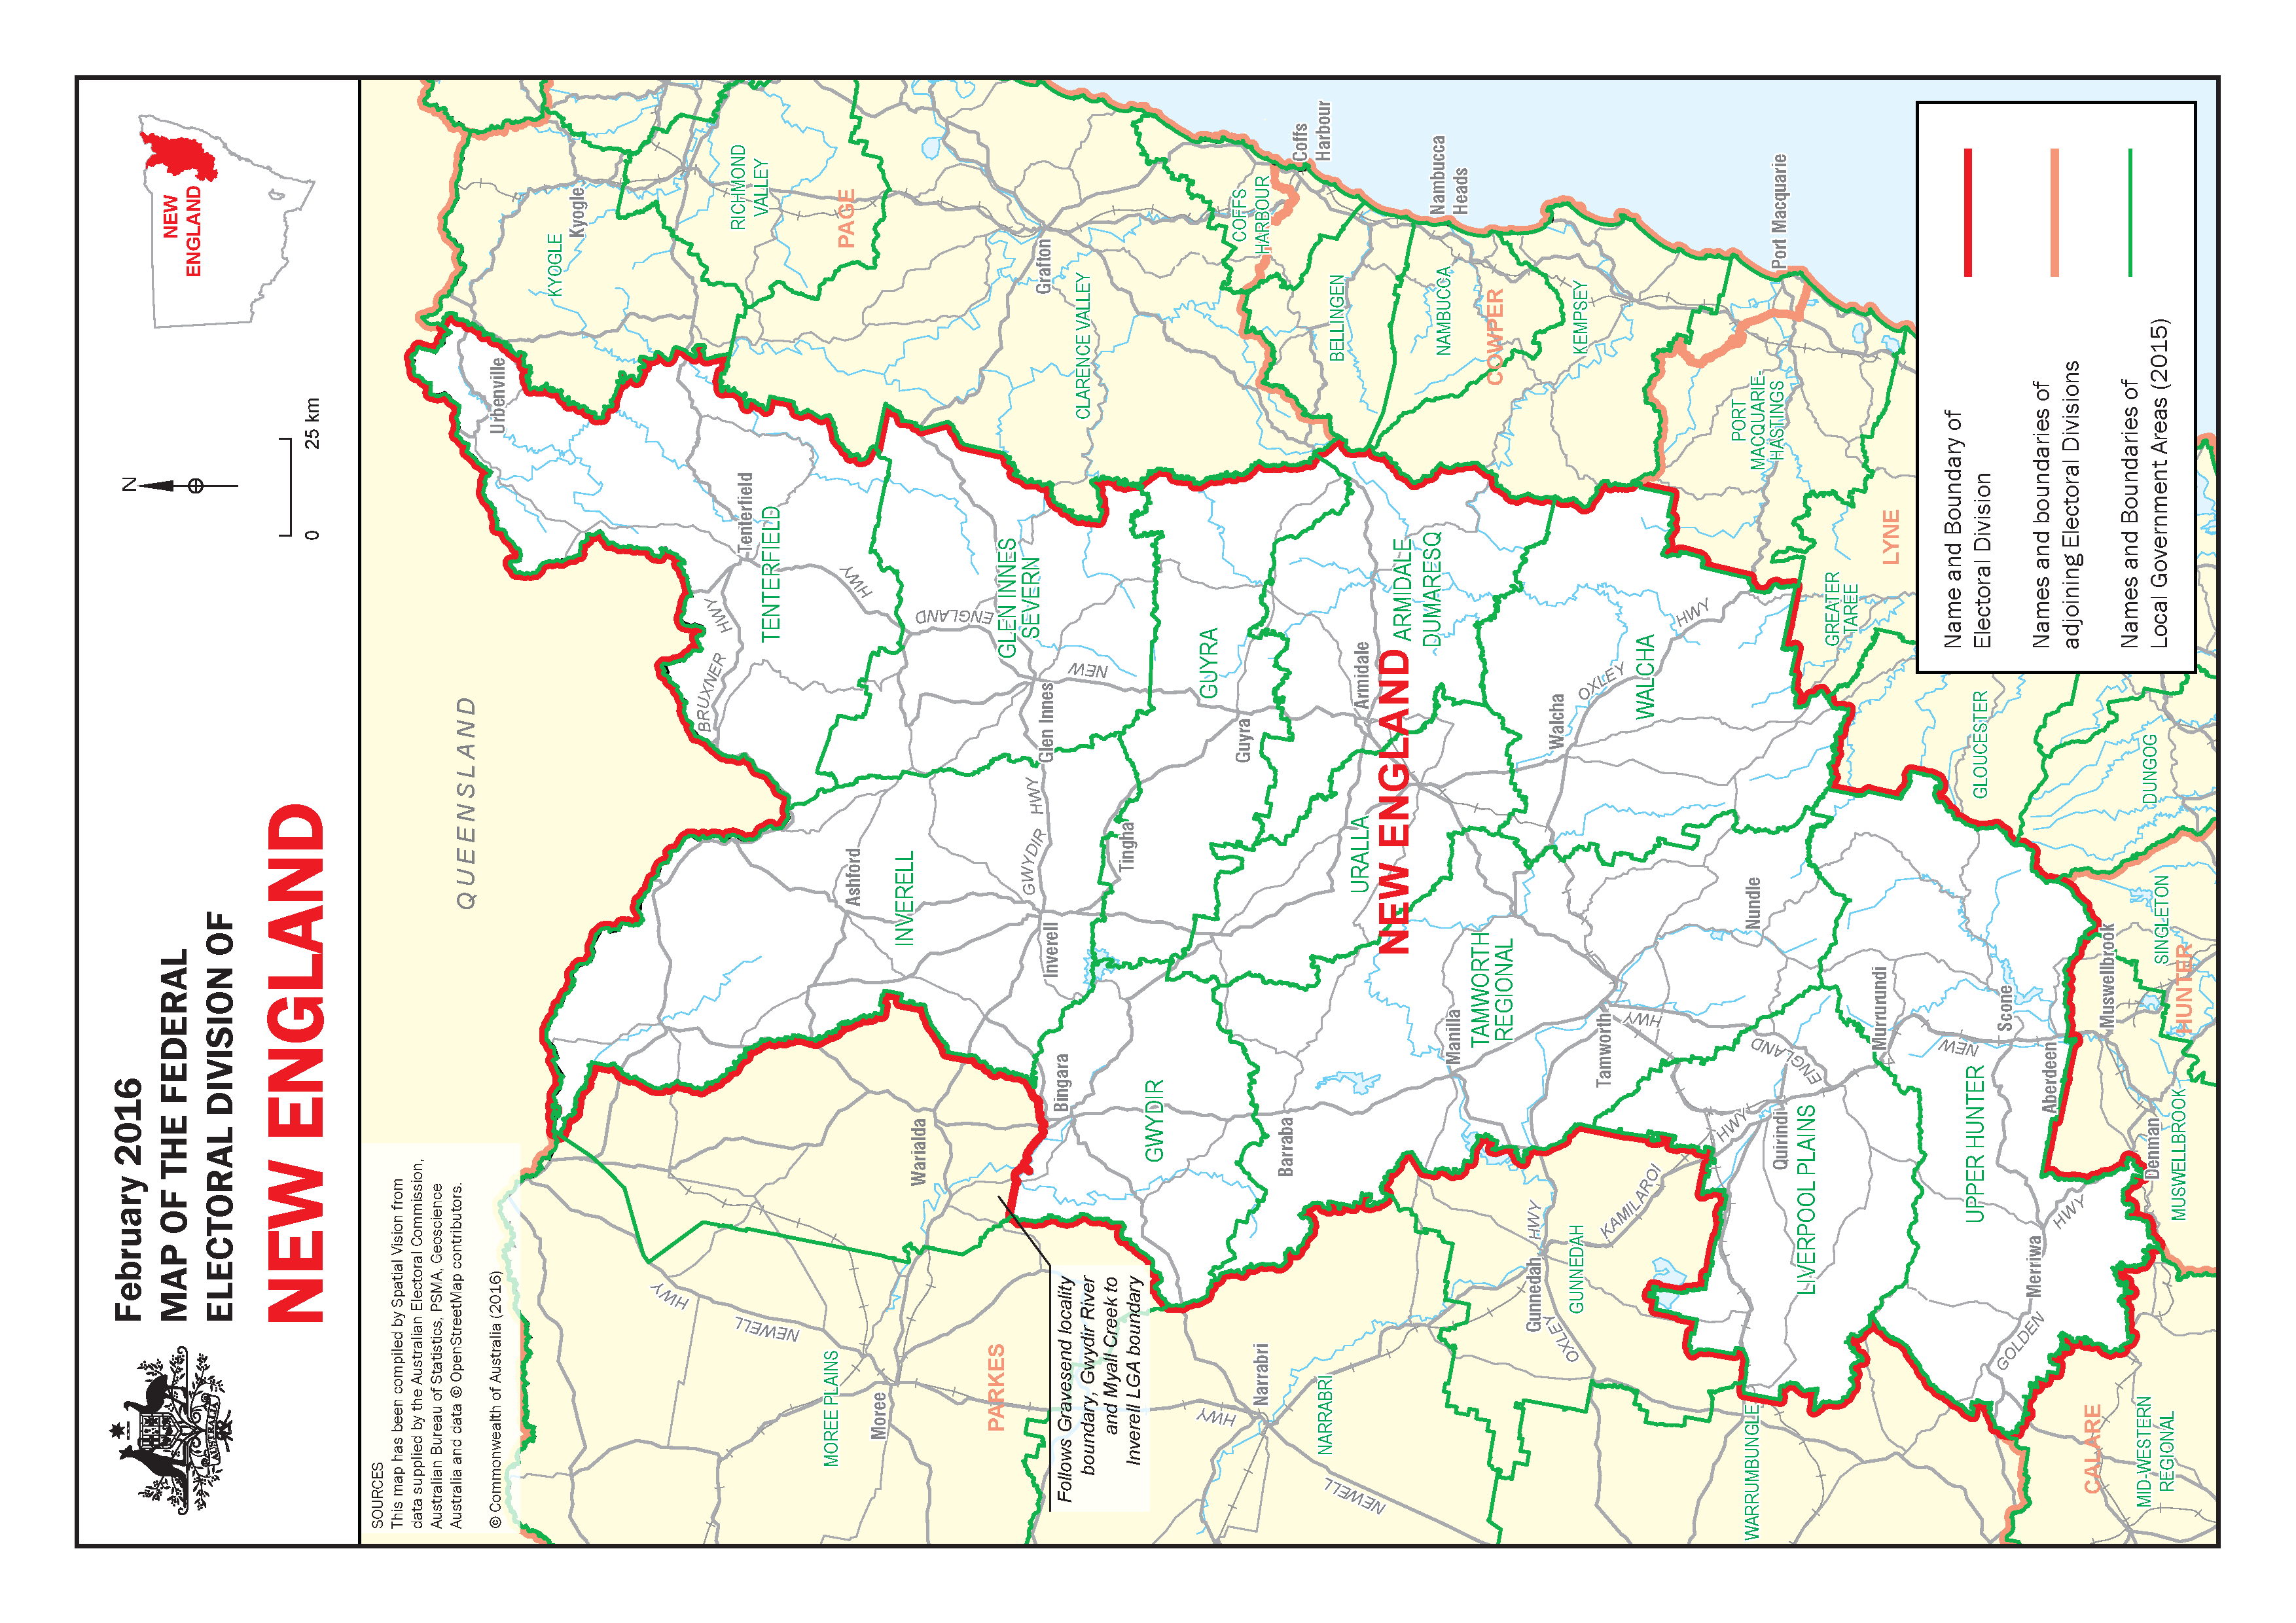 February 2016
MAP OF THE FEDERAL
ELECTORAL DIVISION OF
NEW ENGLAND
AUSTRALIA
N
0 25 km
NEW
ENGLAND
SOURCES
This map has been compiled by Spatial Vision from
data supplied by the Australian Electoral Commission,
Australian Bureau of Statistics, PSMA, Geoscience
Australia and data © OpenStreetMap contributors.
© Commonwealth of Australia (2016)
QUEENSLAND
Urbenville
KYOGLE
Kyogle
RICHMOND
VALLEY
PAGE
Tenterfield
TENTERFIELD
BRUXNER
HWY
HWY
ENGLAND
NEW
GLEN INNES
SEVERN
Glen Innes
Grafton
CLARENCE VALLEY
COFFS
HARBOUR
Coffs
Harbour
Ashford
INVERELL
GWYDIR HWY
Inverell
Tingha
GUYRA
Guyra
BELLINGEN
Nambucca
Heads
NAMBUCCA
COWPER
KEMPSEY
Warialda
HWY
NEWELL
MOREE PLAINS
Moree
PARKES
Follows Gravesend locality
boundary, Gwydir River
and Myall Creek to
Inverell LGA boundary
Bingara
GWYDIR
Barraba
URALLA
Armidale
NEW ENGLAND
ARMIDALE
DUMARESQ
HWY
Narrabri
NARRABRI
NEWELL
Manilla
TAMWORTH
REGIONAL
Walcha
OXLEY
HWY
WALCHA
Port Macquarie
PORT
MACQUARIE-
HASTINGS
Gunnedah
HWY
OXLEY
GUNNEDAH
KAMILAROI
HWY
Tamworth
HWY
Nundle
GREATER
TAREE
LYNE
WARRUMBUNGLE
Quirindi
LIVERPOOL PLAINS
ENGLAND
Murrurundi
NEW
UPPER HUNTER
Scone
GLOUCESTER
GOLDEN
Merriwa
HWY
Aberdeen
Muswellbrook
DUNGOG
CALARE
MID-WESTERN
REGIONAL
Denman
MUSWELLBROOK
SINGLETON
HUNTER
Name and Boundary of
Electoral Division
Names and boundaries of
adjoining Electoral Divisions
Names and Boundaries of
Local Government Areas (2015)